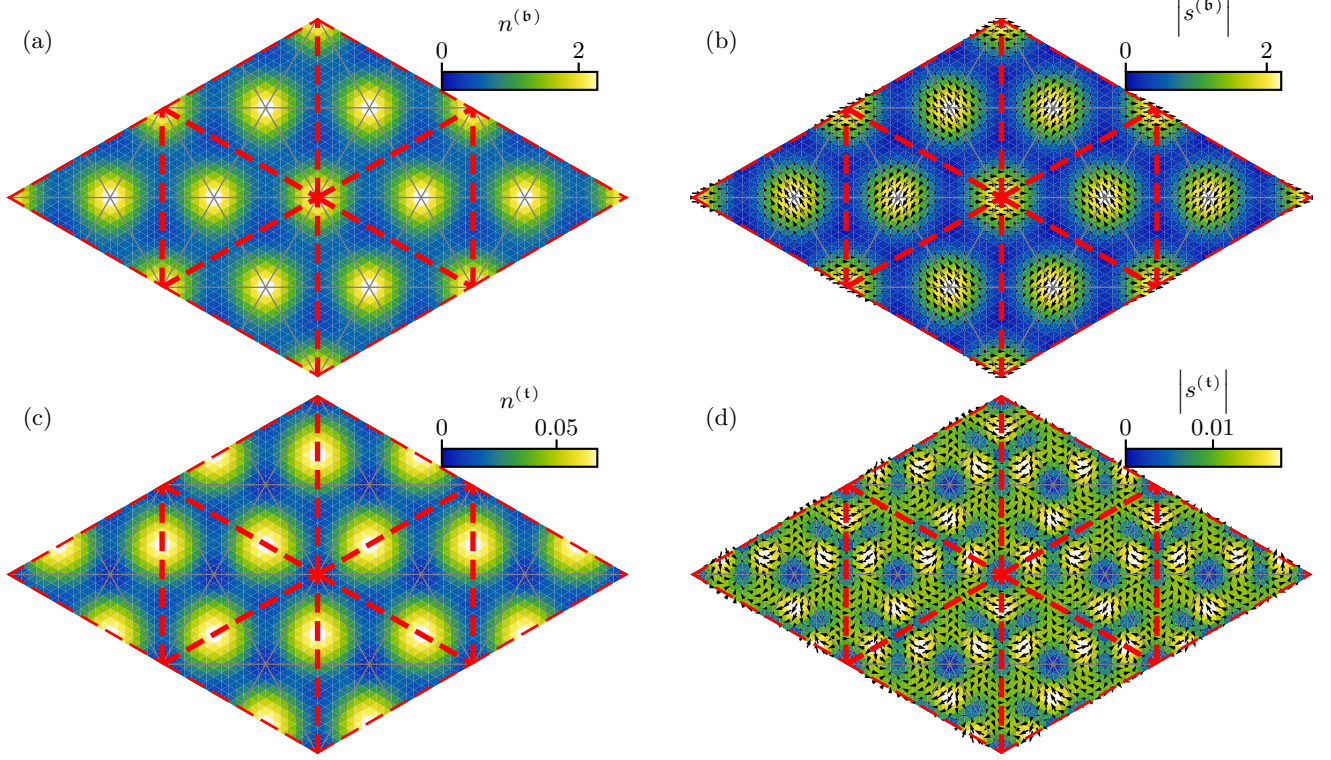 (a)
n^(𝔟)
0 2
(b)
|s^(𝔟)|
0 2
(c)
n^(𝔱)
0 0.05
(d)
|s^(𝔱)|
0 0.01